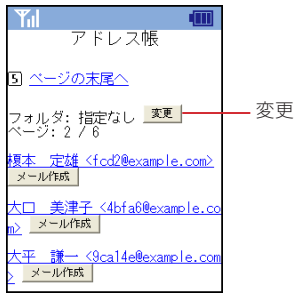 アドレス帳
5 ページの末尾へ
フォルダ: 指定なし 変更
変更
ページ: 2 / 6
榎本 定雄 <fcd2@example.com>
メール作成
大口 美津子 <4bfa6@example.co
m> メール作成
大平 謙一 <9ca14e@example.com
> メール作成